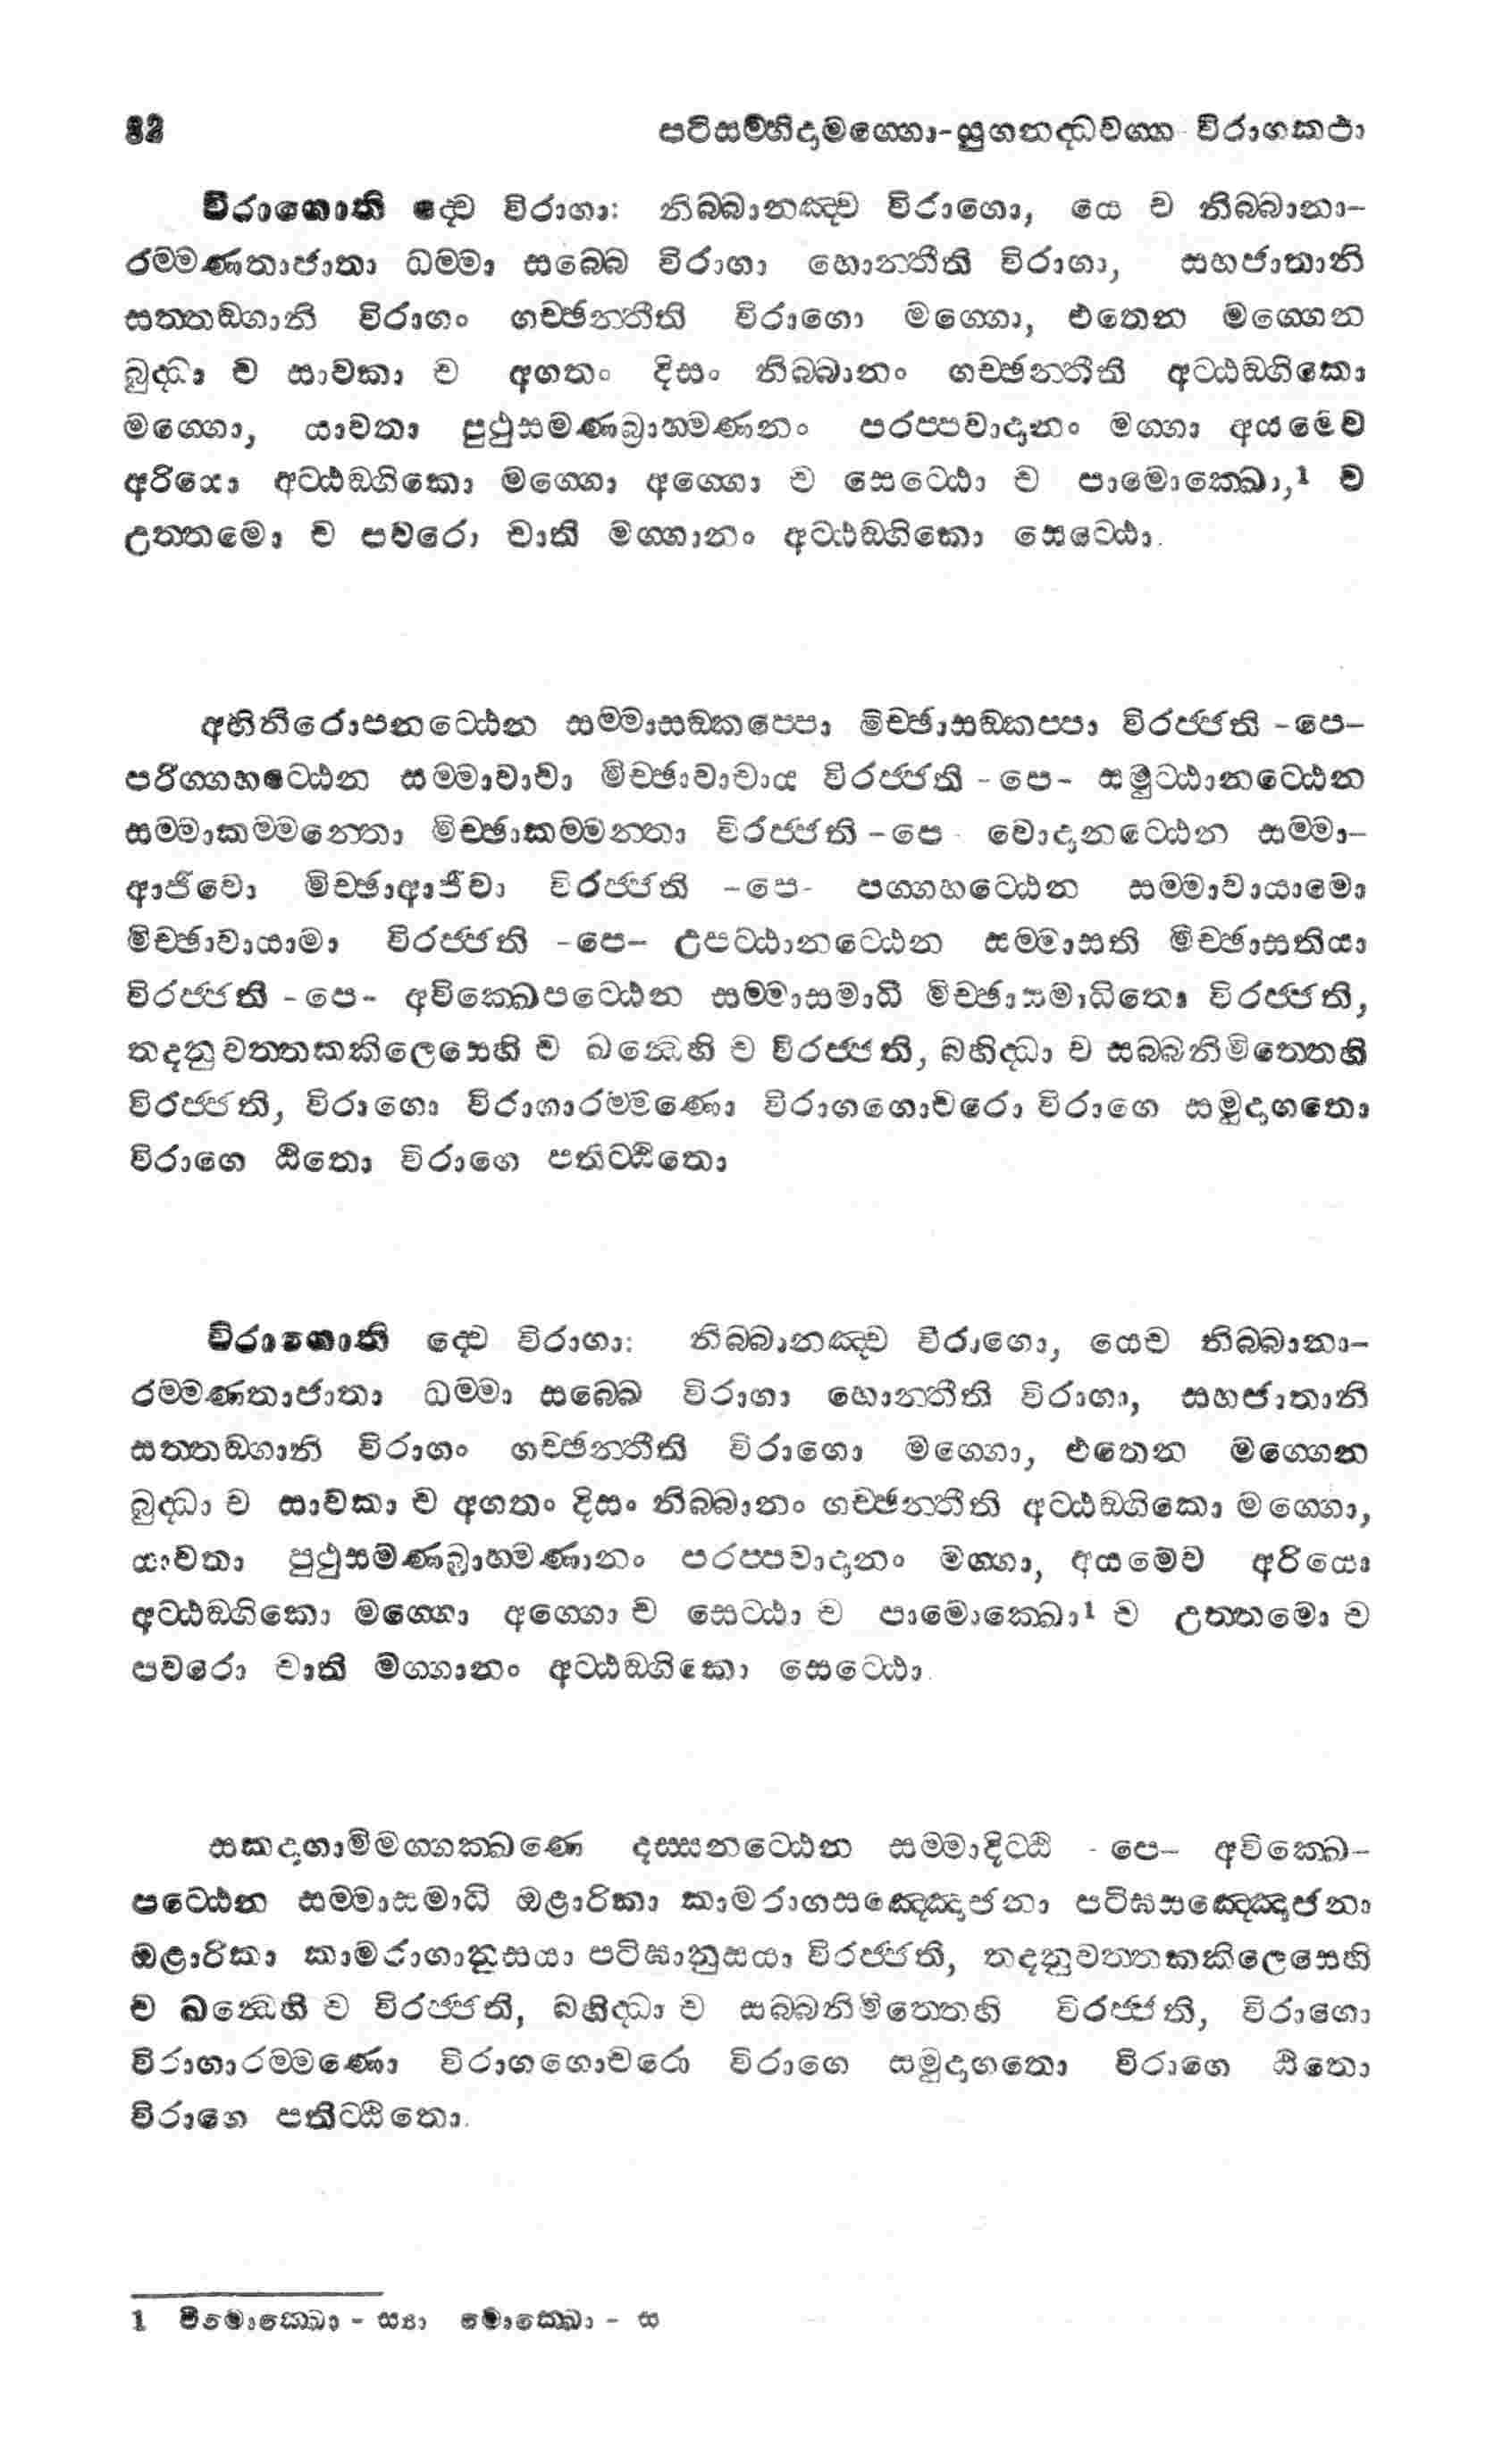 82 පටිසම්භිදාමග්ගො-යුගනද්ධවග්ග විරාගකථා
විරාගොති ද්වෙ විරාගා: නිබ්බානඤ්ච විරාගො, යෙ ච නිබ්බානා-
රම්මණතාජාතා ධම්මා සබ්බෙ විරාගා හොන්තීති විරාගා, සහජාතානි
සත්තඞ්ගානි විරාගං ගච්ඡන්තීති විරාගො මග්ගො, එතෙන මග්ගෙන
බුද්ධා ච සාවකා ච අගතං දිසං නිබ්බානං ගච්ඡන්තීති අට්ඨඞ්ගිකො
මග්ගො, යාවතා පුථුසමණබ්‍රාහ්මණනං පරප්පවාදානං මග්ගා අයමෙව
අරියො අට්ඨඞ්ගිකො මග්ගො අග්ගො ච සෙට්ඨො ච පාමොක්ඛො,¹ ච
උත්තමො ච පවරො චාති මග්ගානං අට්ඨඞ්ගිකො සෙට්ඨො.
අභිනිරොපනට්ඨෙන සම්මාසඞ්කප්පො මිච්ඡාසඞ්කප්පා විරජ්ජති -පෙ-
පරිග්ගහට්ඨෙන සම්මාවාචා මිච්ඡාවාචාය විරජ්ජති -පෙ- සමුට්ඨානට්ඨෙන
සම්මාකම්මන්තො මිච්ඡාකම්මන්තා විරජ්ජති -පෙ- වොදානට්ඨෙන සම්මා-
ආජීවො මිච්ඡාආජීවා විරජ්ජති -පෙ- පග්ගහට්ඨෙන සම්මාවායාමො
මිච්ඡාවායාමා විරජ්ජති -පෙ- උපට්ඨානට්ඨෙන සම්මාසති මිච්ඡාසතියා
විරජ්ජති -පෙ- අවික්ඛෙපට්ඨෙන සම්මාසමාධි මිච්ඡාසමාධිතො විරජ්ජති,
තදනුවත්තකකිලෙසෙහි ච ඛන්ධෙහි ච විරජ්ජති, බහිද්ධා ච සබ්බනිමිත්තෙහි
විරජ්ජති, විරාගො විරාගාරම්මණො විරාගගොචරො විරාගෙ සමුදාගතො
විරාගෙ ඨිතො විරාගෙ පතිට්ඨිතො
විරාගොති ද්වෙ විරාගා: නිබ්බානඤ්ච විරාගො, යෙච නිබ්බානා-
රම්මණතාජාතා ධම්මා සබ්බෙ විරාගා හොන්තීති විරාගා, සහජාතානි
සත්තඞ්ගානි විරාගං ගච්ඡන්තීති විරාගො මග්ගො, එතෙන මග්ගෙන
බුද්ධා ච සාවකා ච අගතං දිසං නිබ්බානං ගච්ඡන්තීති අට්ඨඞ්ගිකො මග්ගො,
යාවතා පුථුසමණබ්‍රාහ්මණානං පරප්පවාදානං මග්ගා, අයමෙව අරියො
අට්ඨඞ්ගිකො මග්ගො අග්ගො ච සෙට්ඨා ච පාමොක්ඛො¹ ච උත්තමො ච
පවරො චාති මග්ගානං අට්ඨඞ්ගිකො සෙට්ඨො.
සකදාගාමිමග්ගක්ඛණෙ දස්සනට්ඨෙන සම්මාදිට්ඨි -පෙ- අවික්ඛෙ-
පට්ඨෙන සම්මාසමාධි ඔළාරිකා කාමරාගසඤ්ඤොජනා පටිඝසඤ්ඤොජනා
ඔළාරිකා කාමරාගානුසයා පටිඝානුසයා විරජ්ජති, තදනුවත්තකකිලෙසෙහි
ච ඛන්ධෙහි ච විරජ්ජති, බහිද්ධා ච සබ්බනිමිත්තෙහි විරජ්ජති, විරාගො
විරාගාරම්මණො විරාගගොචරො විරාගෙ සමුදාගතො විරාගෙ ඨිතො
විරාගෙ පතිට්ඨිතො.
1 පමොක්ඛො - ස්‍යා මොක්ඛො - ස